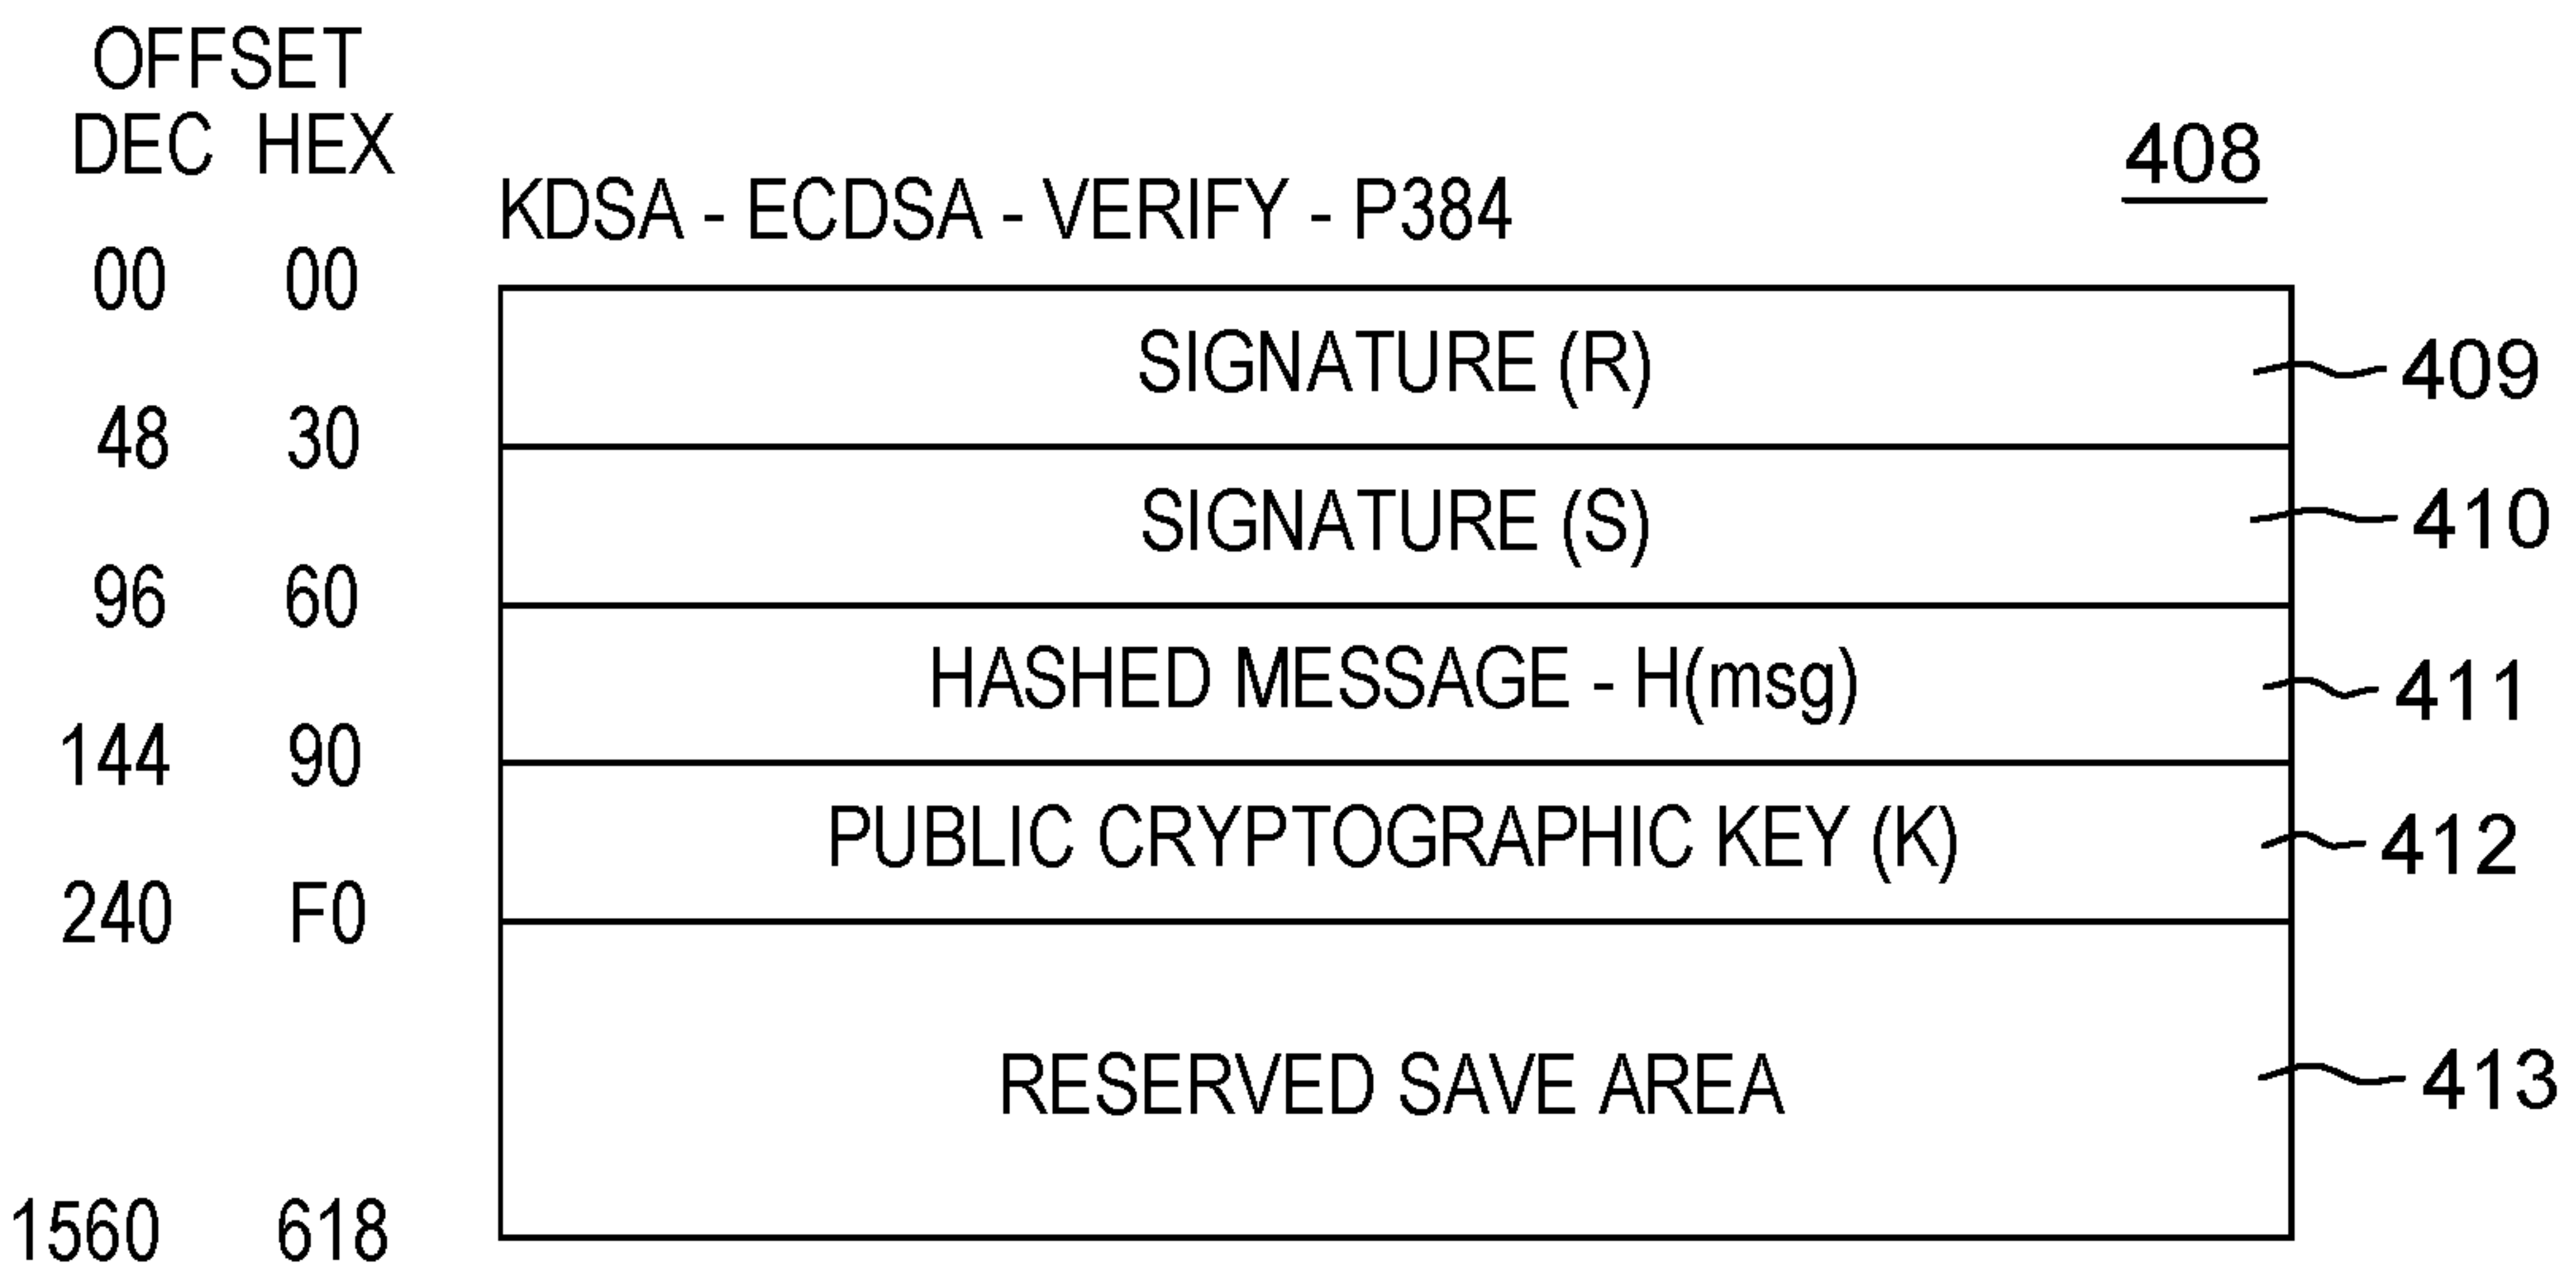 OFFSET
DEC HEX
408
KDSA - ECDSA - VERIFY - P384
00 00
SIGNATURE (R) 409
48 30
SIGNATURE (S) 410
96 60
HASHED MESSAGE - H(msg) 411
144 90
PUBLIC CRYPTOGRAPHIC KEY (K) 412
240 F0
RESERVED SAVE AREA 413
1560 618